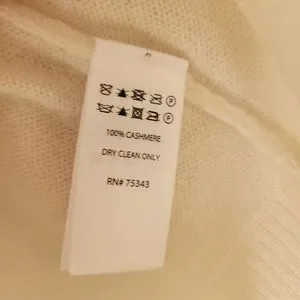 P
P
100% CASHMERE
DRY CLEAN ONLY
RN# 75343